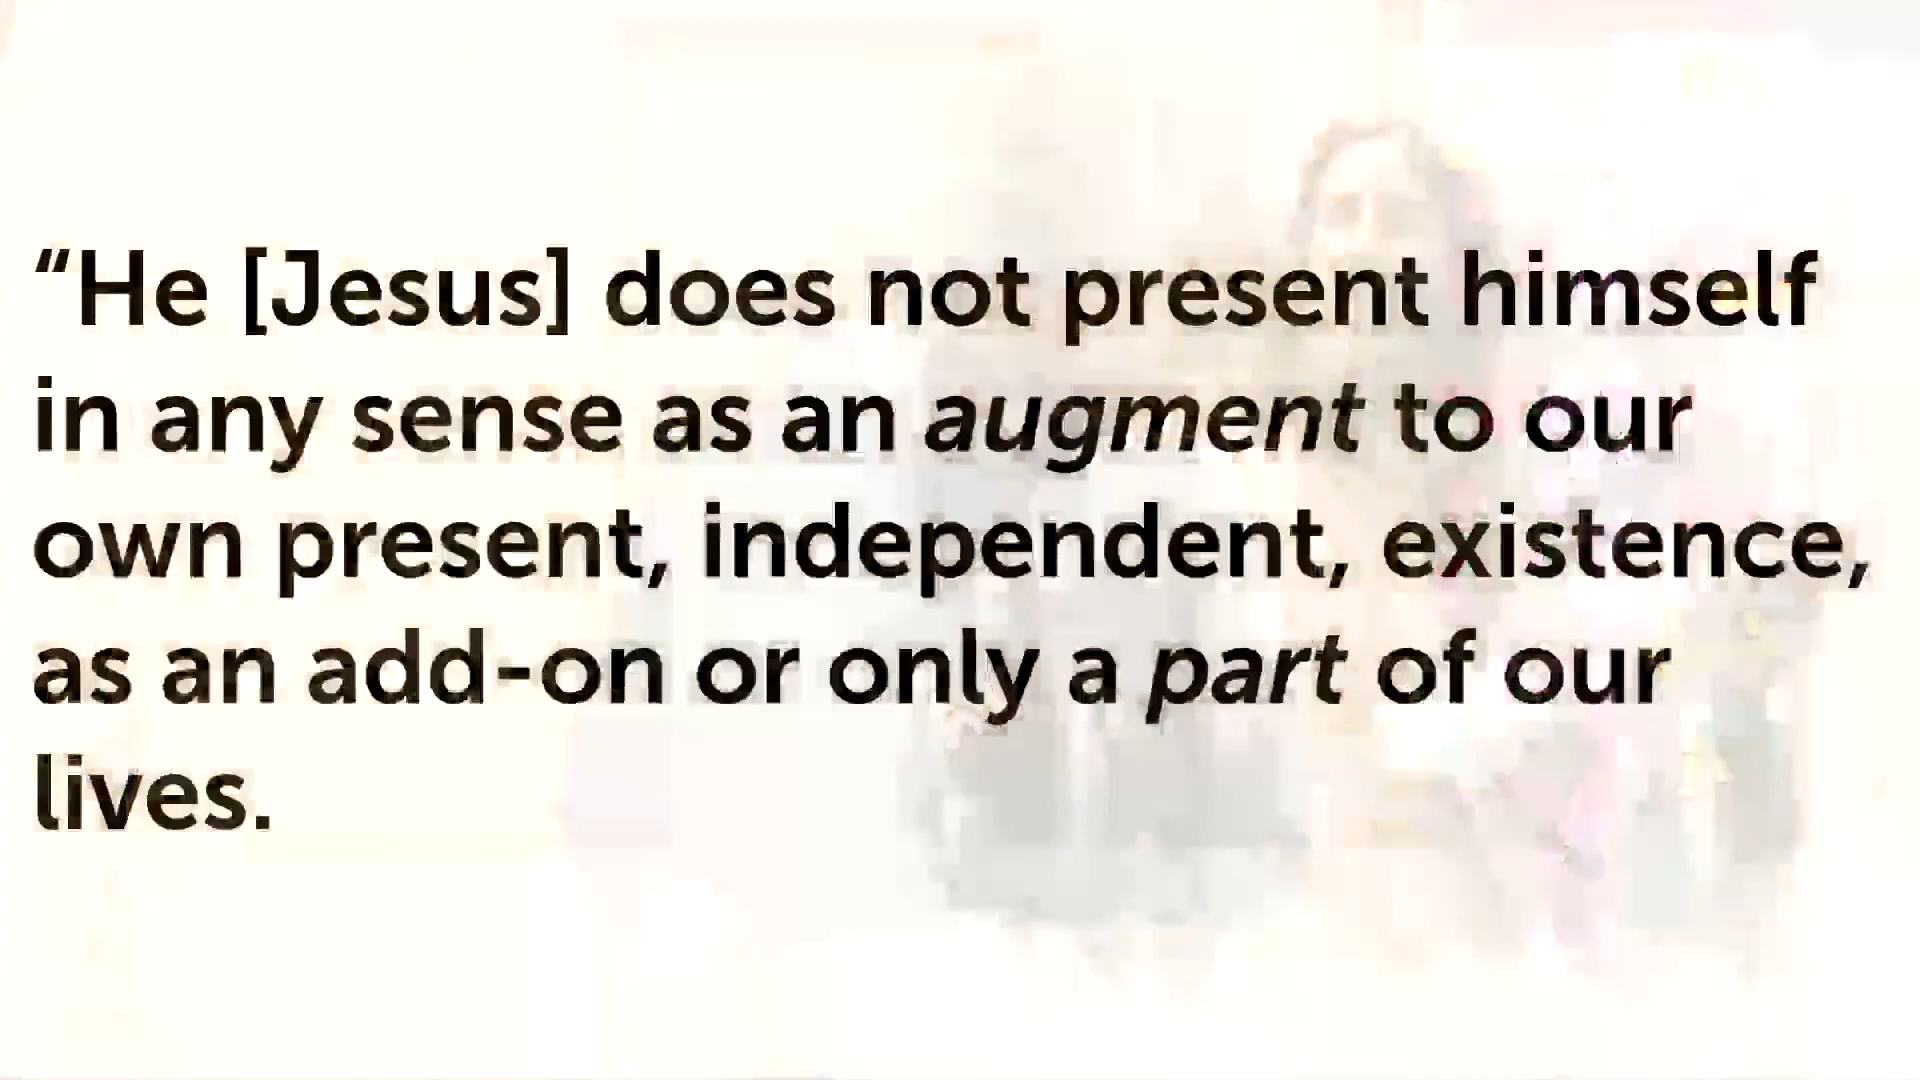 “He [Jesus] does not present himself
in any sense as an augment to our
own present, independent, existence,
as an add-on or only a part of our
lives.